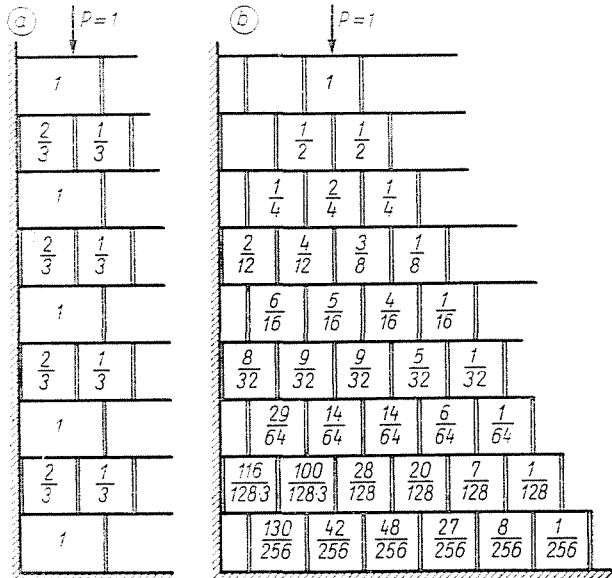 a P=1 b P=1
1 1
2/3 1/3 1/2 1/2
1 1/4 2/4 1/4
2/3 1/3 2/12 4/12 3/8 1/8
1 6/16 5/16 4/16 1/16
2/3 1/3 8/32 9/32 9/32 5/32 1/32
1 29/64 14/64 14/64 6/64 1/64
2/3 1/3 116/128·3 100/128·3 28/128 20/128 7/128 1/128
1 130/256 42/256 48/256 27/256 8/256 1/256